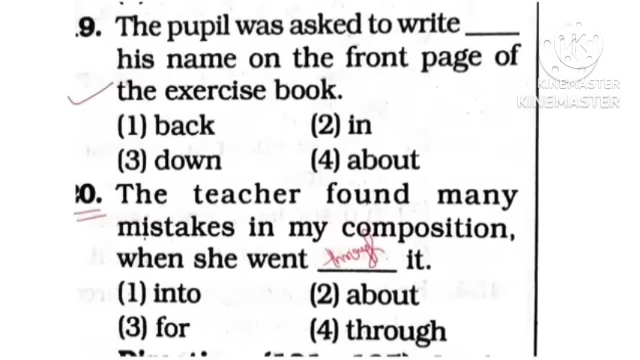 .9. The pupil was asked to write ____
his name on the front page of
the exercise book.
(1) back (2) in
(3) down (4) about
20. The teacher found many
mistakes in my composition,
when she went through it.
(1) into (2) about
(3) for (4) through
KINEMASTER
KINEMASTER